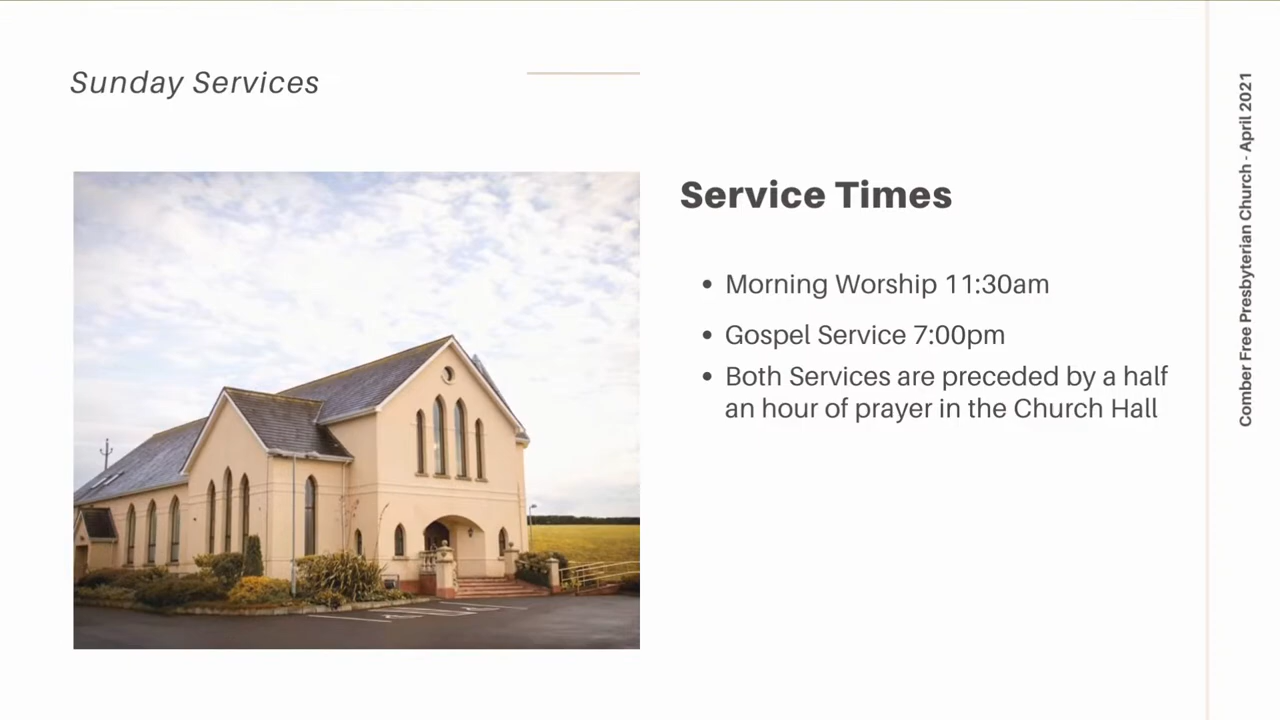 Sunday Services
Service Times
• Morning Worship 11:30am
• Gospel Service 7:00pm
• Both Services are preceded by a half
an hour of prayer in the Church Hall
Comber Free Presbyterian Church - April 2021